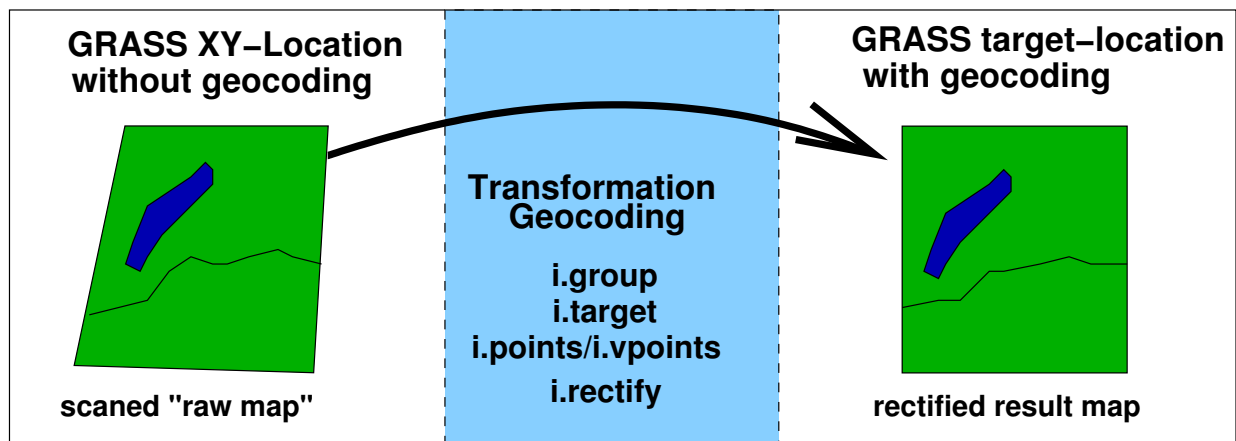 GRASS XY−Location
without geocoding
scaned "raw map"
Transformation
Geocoding
i.group
i.target
i.points/i.vpoints
i.rectify
GRASS target−location
with geocoding
rectified result map